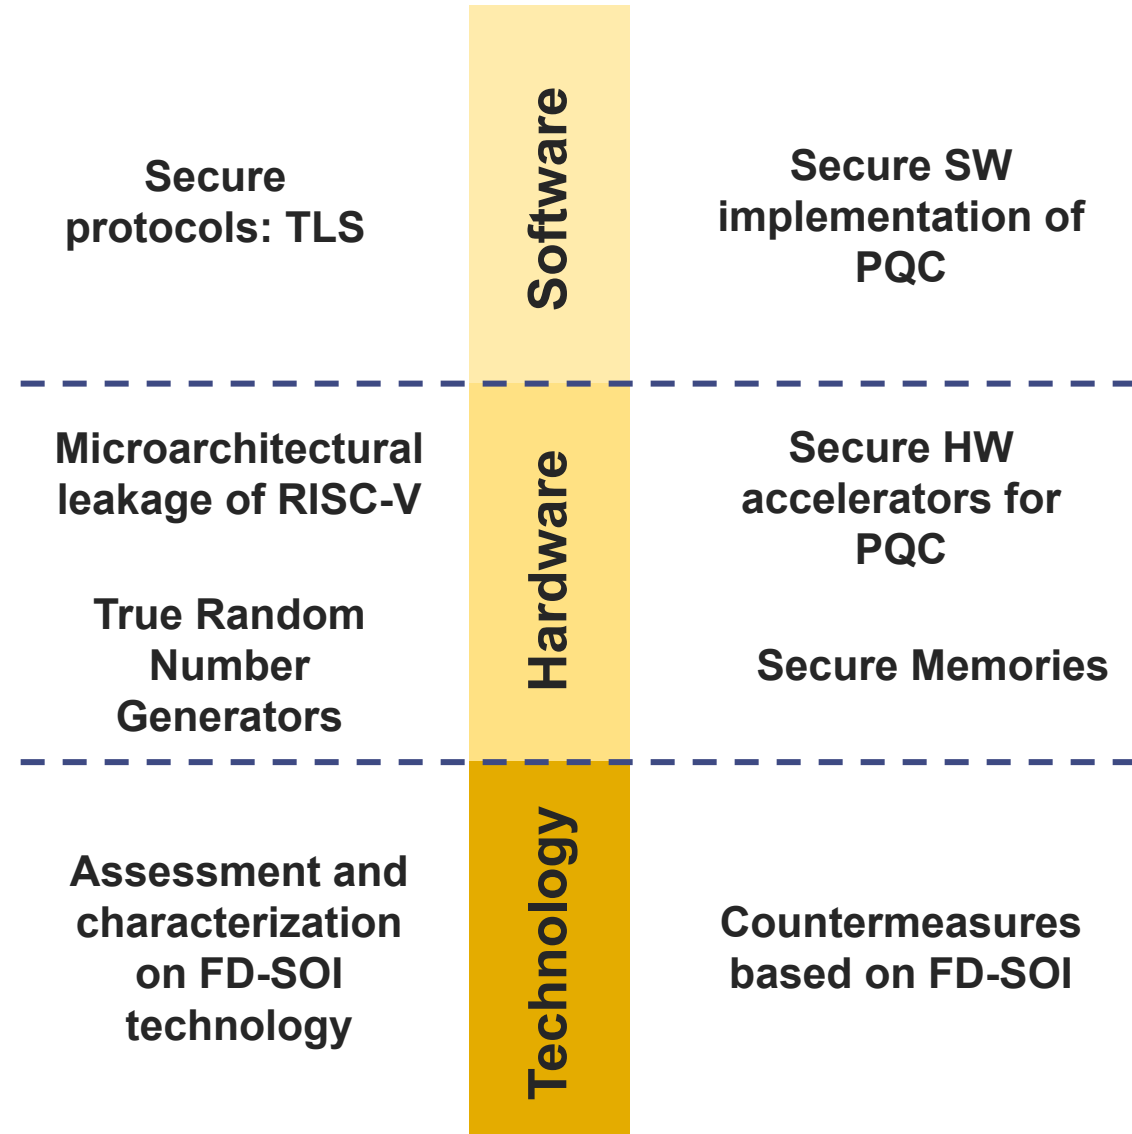 Secure
protocols: TLS
Software
Secure SW
implementation of
PQC
Microarchitectural
leakage of RISC-V
True Random
Number
Generators
Hardware
Secure HW
accelerators for
PQC
Secure Memories
Assessment and
characterization
on FD-SOI
technology
Technology
Countermeasures
based on FD-SOI